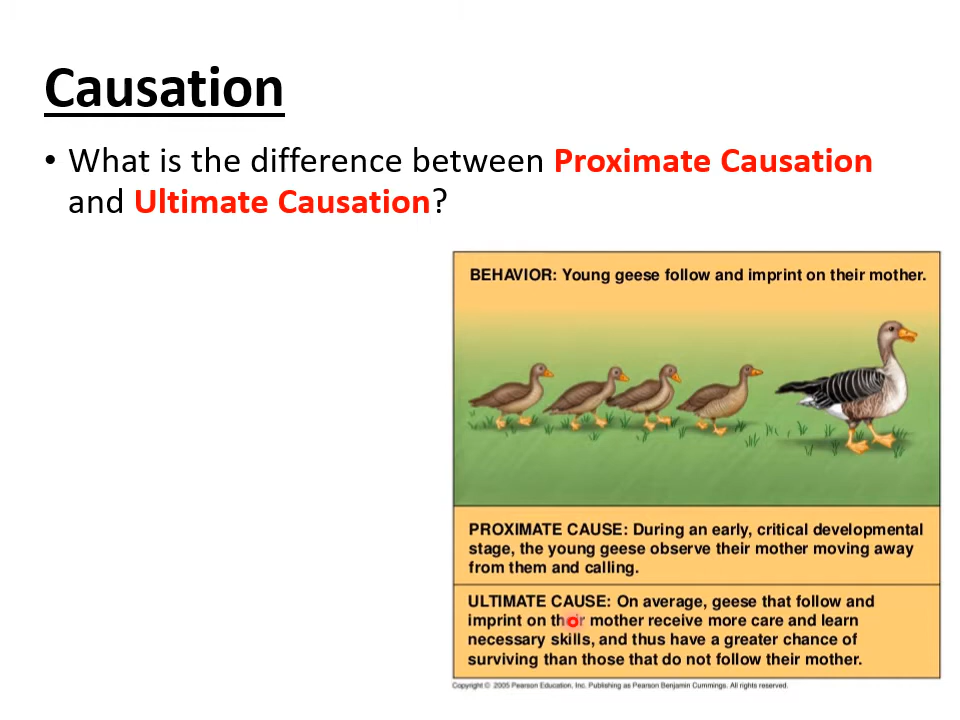 Causation
• What is the difference between Proximate Causation
and Ultimate Causation?
BEHAVIOR: Young geese follow and imprint on their mother.
PROXIMATE CAUSE: During an early, critical developmental
stage, the young geese observe their mother moving away
from them and calling.
ULTIMATE CAUSE: On average, geese that follow and
imprint on their mother receive more care and learn
necessary skills, and thus have a greater chance of
surviving than those that do not follow their mother.
Copyright © 2005 Pearson Education, Inc. Publishing as Pearson Benjamin Cummings. All rights reserved.